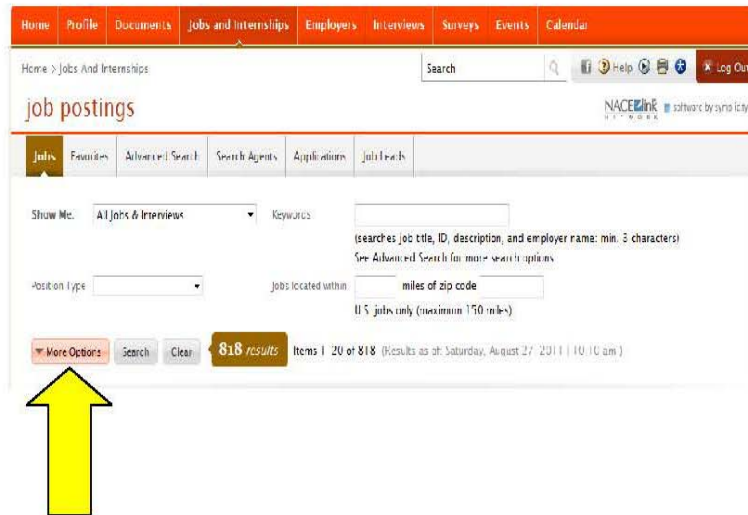 Home Profile Documents Jobs and Internships Employers Interviews Surveys Events Calendar
Home > Jobs And Internships Search Help Log Out
job postings NACElink NETWORK software by symplicity
Jobs Favorites Advanced Search Search Agents Applications Job Leads
Show Me: All Jobs & Interviews Keywords
(searches job title, ID, description, and employer name: min. 3 characters)
See Advanced Search for more search options
Position Type Jobs located within miles of zip code
U.S. jobs only (maximum 150 miles)
More Options Search Clear 818 results Items 1-20 of 818 (Results as of: Saturday, August 27, 2011 | 10:10 am )